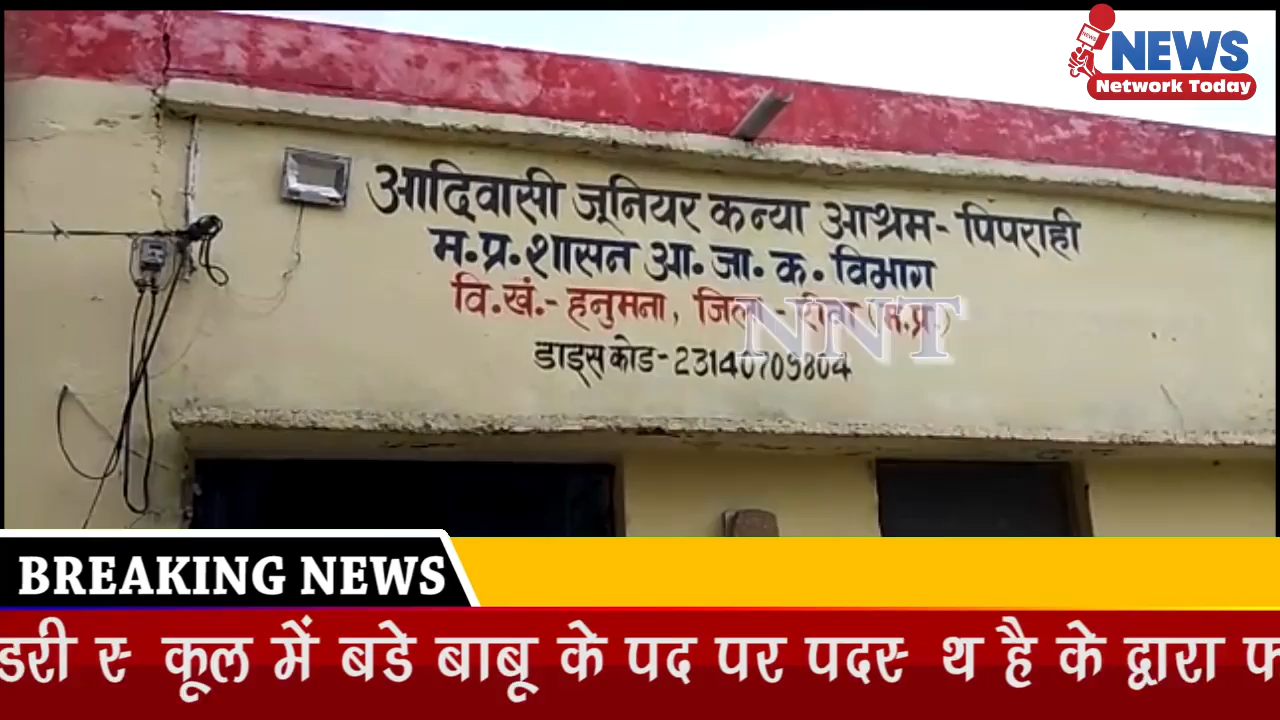 NEWS
NEWS
Network Today
आदिवासी जूनियर कन्या आश्रम- पिपराही
म.प्र.शासन आ.जा.क.विभाग
वि.खं.- हनुमना, जिला - रीवा (म.प्र.)
NNT
डाइस कोड- 23140709804
BREAKING NEWS
डरी स कूल में बडे बाबू के पद पर पदस थ है के द्वारा फ